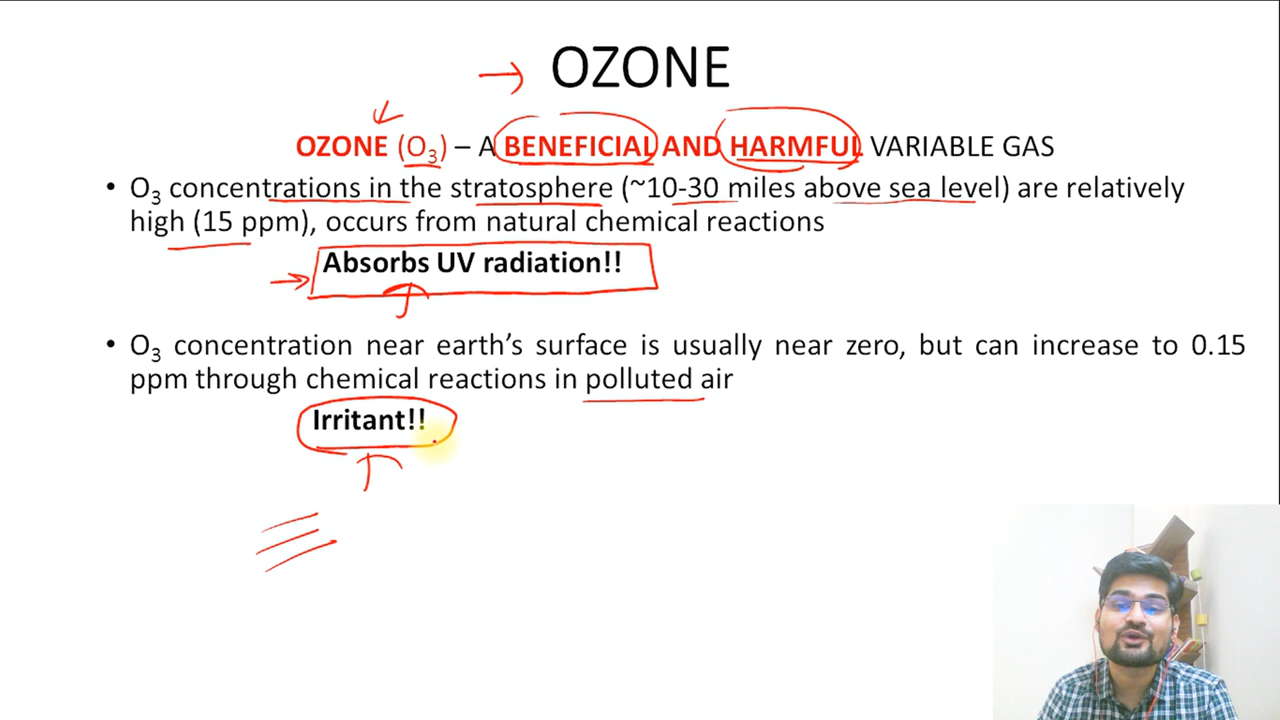 OZONE
OZONE (O₃) – A BENEFICIAL AND HARMFUL VARIABLE GAS
• O₃ concentrations in the stratosphere (~10-30 miles above sea level) are relatively
high (15 ppm), occurs from natural chemical reactions
Absorbs UV radiation!!
• O₃ concentration near earth’s surface is usually near zero, but can increase to 0.15
ppm through chemical reactions in polluted air
Irritant!!